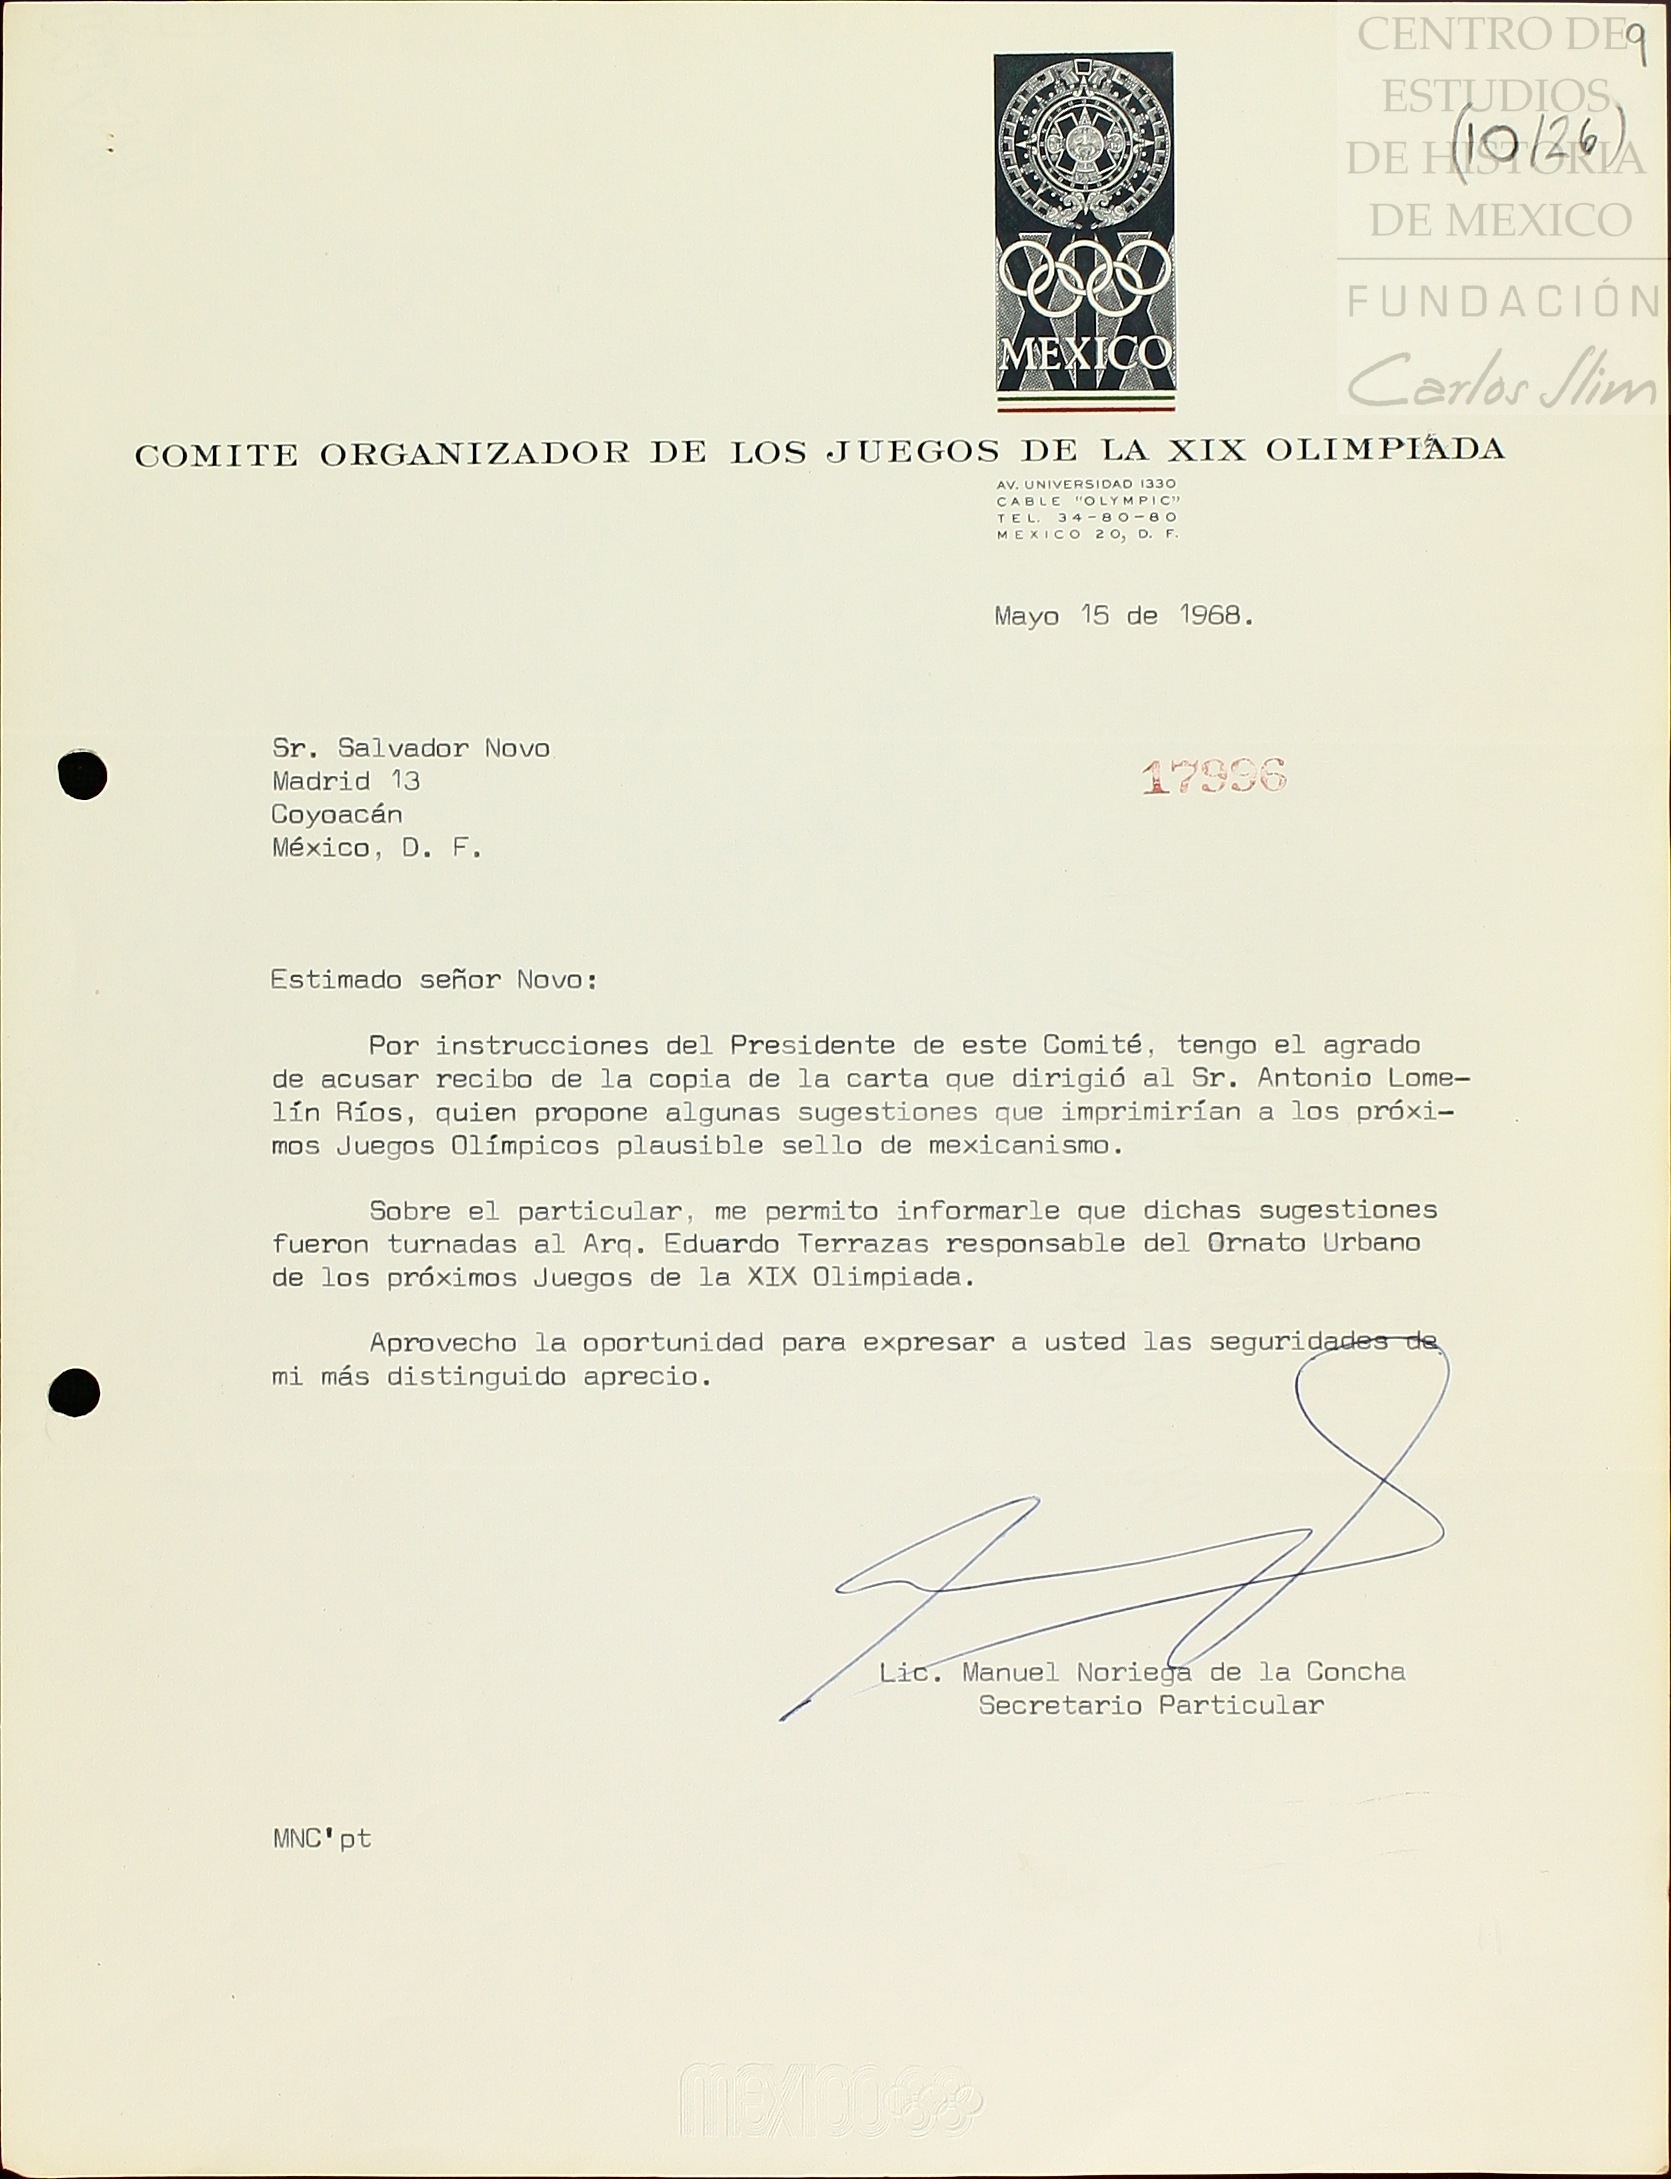 CENTRO DE
ESTUDIOS
DE HISTORIA
DE MEXICO
FUNDACIÓN
Carlos Slim
9
(10/26)
MEXICO
COMITE ORGANIZADOR DE LOS JUEGOS DE LA XIX OLIMPIADA
AV. UNIVERSIDAD 1330
CABLE "OLYMPIC"
TEL. 34-80-80
MEXICO 20, D. F.
Mayo 15 de 1968.
Sr. Salvador Novo
Madrid 13
Coyoacán
México, D. F.
17996
Estimado señor Novo:
Por instrucciones del Presidente de este Comité, tengo el agrado
de acusar recibo de la copia de la carta que dirigió al Sr. Antonio Lome-
lín Ríos, quien propone algunas sugestiones que imprimirían a los próxi-
mos Juegos Olímpicos plausible sello de mexicanismo.
Sobre el particular, me permito informarle que dichas sugestiones
fueron turnadas al Arq. Eduardo Terrazas responsable del Ornato Urbano
de los próximos Juegos de la XIX Olimpiada.
Aprovecho la oportunidad para expresar a usted las seguridades de
mi más distinguido aprecio.
Lic. Manuel Noriega de la Concha
Secretario Particular
MNC'pt
MEXICO68